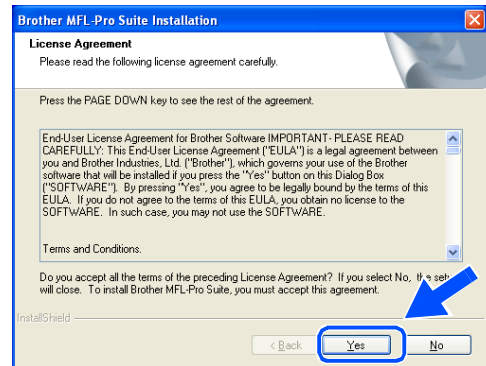 Brother MFL-Pro Suite Installation
License Agreement
Please read the following license agreement carefully.
Press the PAGE DOWN key to see the rest of the agreement.
End-User License Agreement for Brother Software IMPORTANT- PLEASE READ
CAREFULLY: This End-User License Agreement ("EULA") is a legal agreement between
you and Brother Industries, Ltd. ("Brother"), which governs your use of the Brother
software that will be installed if you press the "Yes" button on this Dialog Box
("SOFTWARE"). By pressing "Yes", you agree to be legally bound by the terms of this
EULA. If you do not agree to the terms of this EULA, you obtain no license to the
SOFTWARE. In such case, you may not use the SOFTWARE.
Terms and Conditions.
Do you accept all the terms of the preceding License Agreement? If you select No, the
will close. To install Brother MFL-Pro Suite, you must accept this agreement.
InstallShield
< Back
Yes
No